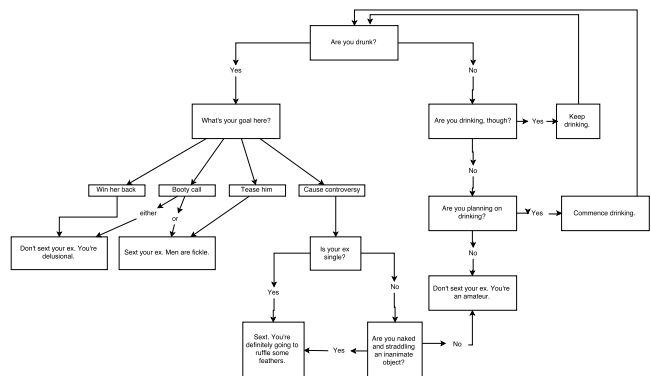 Are you drunk?
Yes
No
What's your goal here?
Are you drinking, though?
Yes
Keep
drinking.
No
Win her back
Booty call
Tease him
Cause controversy
either
or
Are you planning on
drinking?
Yes
Commence drinking.
Don't sext your ex. You're
delusional.
Sext your ex. Men are fickle.
Is your ex
single?
No
Yes
No
Don't sext your ex. You're
an amateur.
Sext. You're
definitely going to
ruffle some
feathers.
Yes
Are you naked
and straddling
an inanimate
object?
No